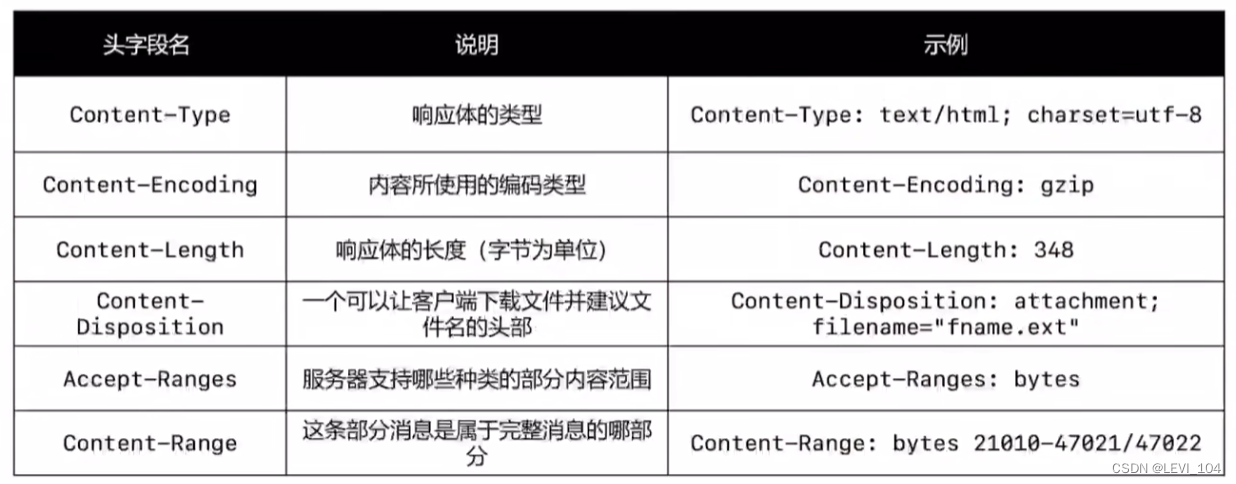 头字段名 说明 示例
Content-Type 响应体的类型 Content-Type: text/html; charset=utf-8
Content-Encoding 内容所使用的编码类型 Content-Encoding: gzip
Content-Length 响应体的长度（字节为单位） Content-Length: 348
Content-
Disposition
一个可以让客户端下载文件并建议文
件名的头部
Content-Disposition: attachment;
filename="fname.ext"
Accept-Ranges 服务器支持哪些种类的部分内容范围 Accept-Ranges: bytes
Content-Range
这条部分消息是属于完整消息的哪部
分
Content-Range: bytes 21010-47021/47022
CSDN @LEVI_104